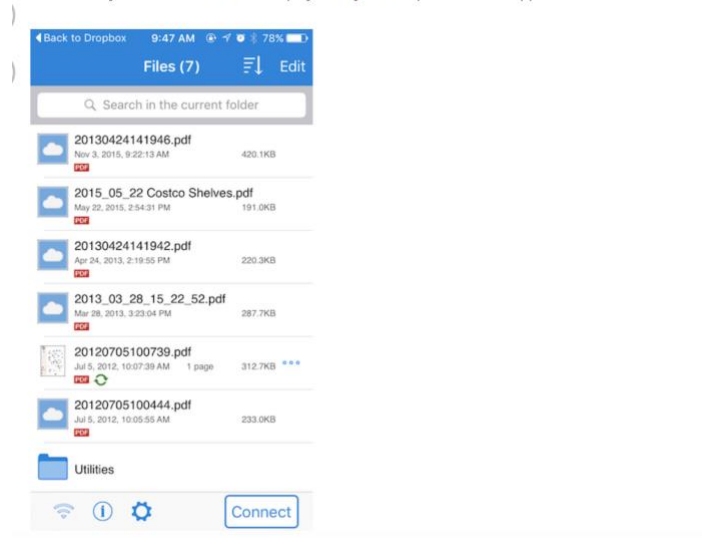 Back to Dropbox 9:47 AM 78%
Files (7) Edit
Search in the current folder
20130424141946.pdf
Nov 3, 2015, 9:22:13 AM 420.1KB
PDF
2015_05_22 Costco Shelves.pdf
May 22, 2015, 2:54:31 PM 191.0KB
PDF
20130424141942.pdf
Apr 24, 2013, 2:19:55 PM 220.3KB
PDF
2013_03_28_15_22_52.pdf
Mar 28, 2013, 3:23:04 PM 287.7KB
PDF
20120705100739.pdf
Jul 5, 2012, 10:07:39 AM 1 page 312.7KB
PDF
20120705100444.pdf
Jul 5, 2012, 10:05:55 AM 233.0KB
PDF
Utilities
Connect